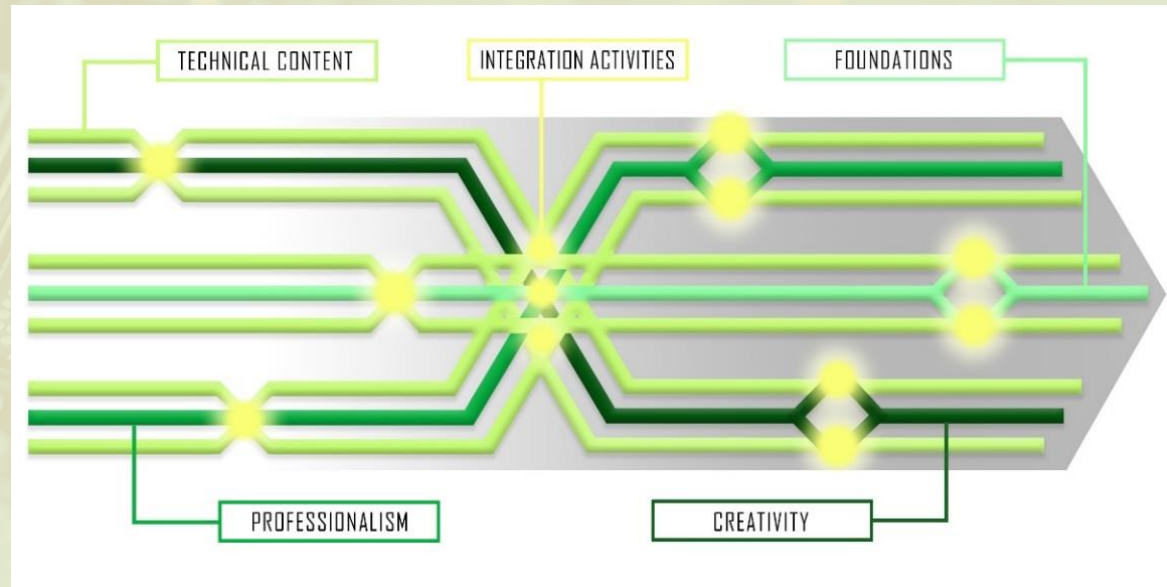 TECHNICAL CONTENT
INTEGRATION ACTIVITIES
FOUNDATIONS
PROFESSIONALISM
CREATIVITY